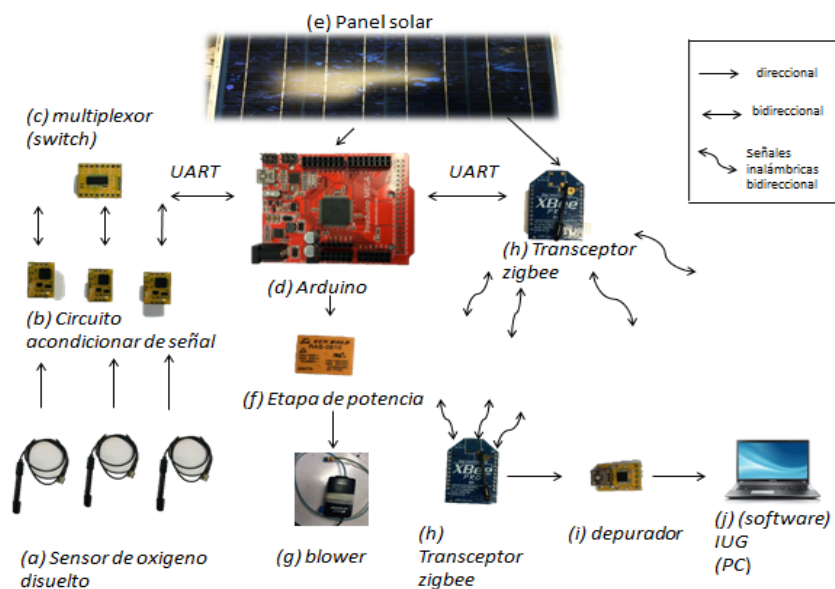 (e) Panel solar
(c) multiplexor
(switch)
UART
UART
direccional
bidireccional
Señales
inalámbricas
bidireccional
XBee
(h) Transceptor
zigbee
(d) Arduino
(b) Circuito
acondicionar de señal
(f) Etapa de potencia
XBee
(a) Sensor de oxigeno
disuelto
(g) blower
(h)
Transceptor
zigbee
(i) depurador
(j) (software)
IUG
(PC)